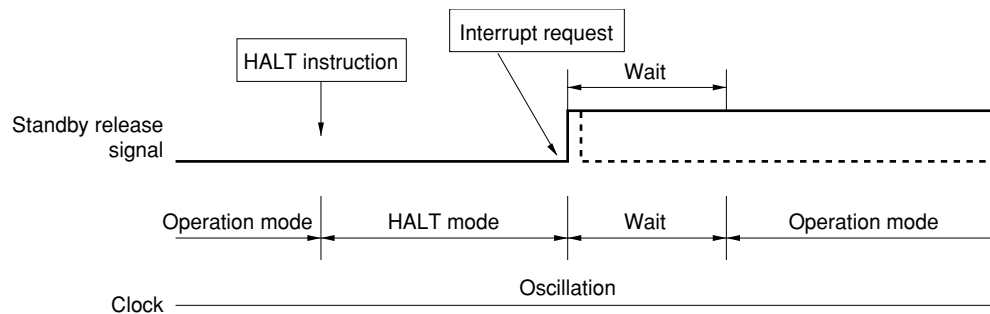 Interrupt request
HALT instruction
Wait
Standby release
signal
Operation mode
HALT mode
Wait
Operation mode
Oscillation
Clock